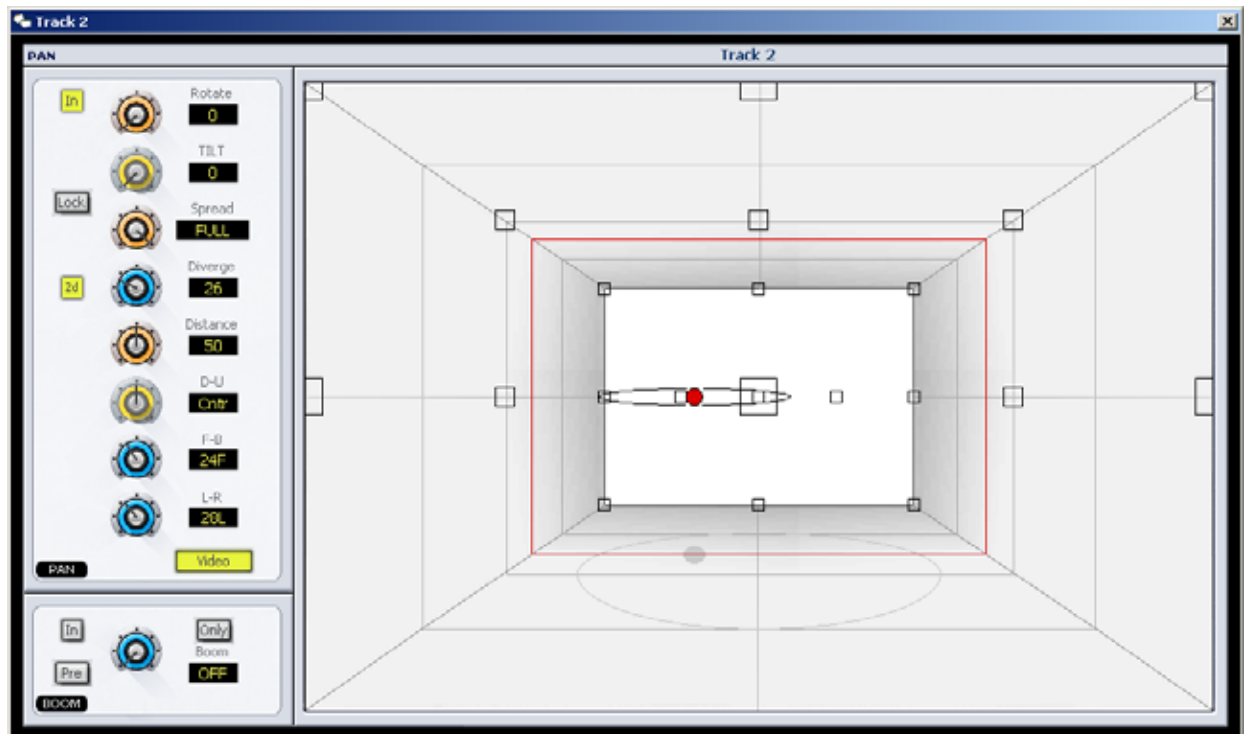 Track 2
PAN
Track 2
In
Rotate
0
TILT
0
Lock
Spread
FULL
Diverge
2d
26
Distance
50
D-U
Cntr
F-B
24F
L-R
28L
Video
PAN
In
Only
Boom
Pre
OFF
BOOM